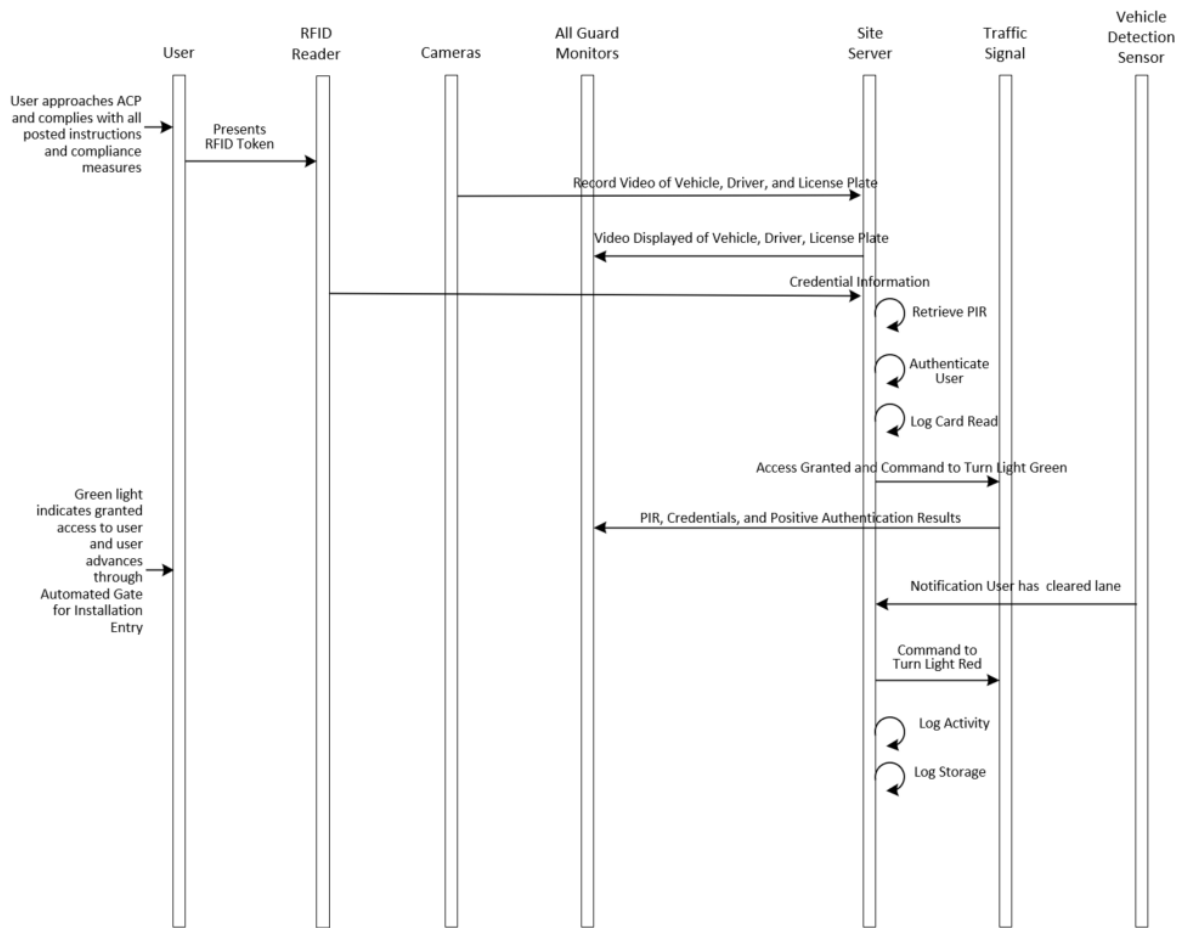 User
RFID
Reader
Cameras
All Guard
Monitors
Site
Server
Traffic
Signal
Vehicle
Detection
Sensor
User approaches ACP
and complies with all
posted instructions
and compliance
measures
Presents
RFID Token
Record Video of Vehicle, Driver, and License Plate
Video Displayed of Vehicle, Driver, License Plate
Credential Information
Retrieve PIR
Authenticate
User
Log Card Read
Access Granted and Command to Turn Light Green
PIR, Credentials, and Positive Authentication Results
Green light
indicates granted
access to user
and user
advances
through
Automated Gate
for Installation
Entry
Notification User has cleared lane
Command to
Turn Light Red
Log Activity
Log Storage